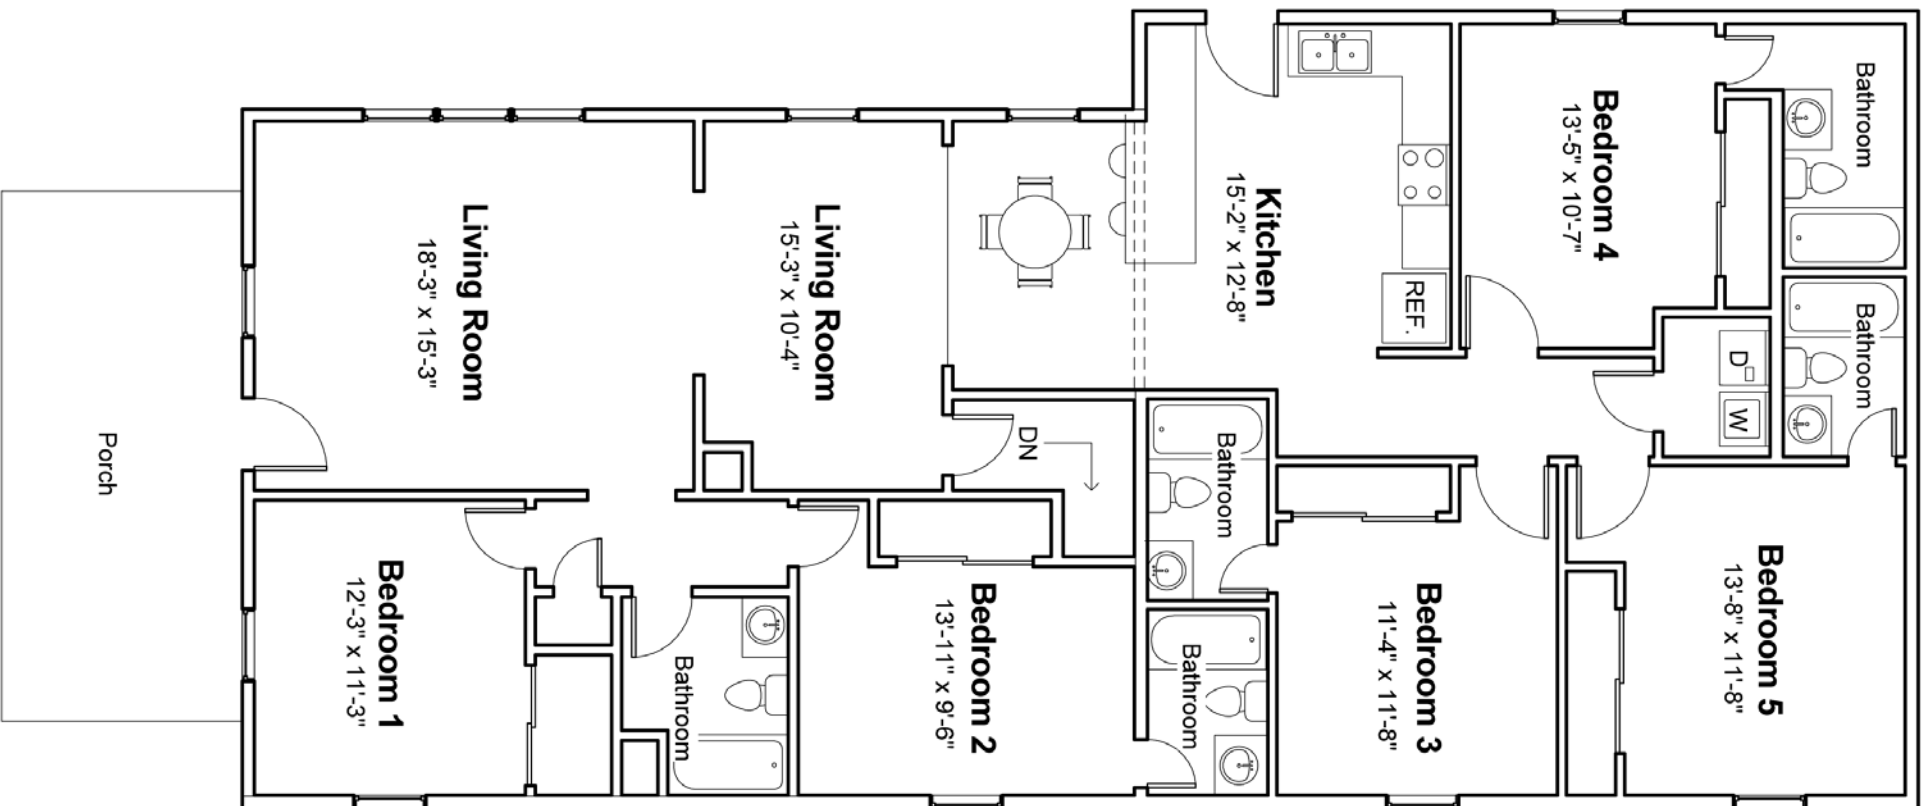 Bathroom
Bedroom 4
13'-5" x 10'-7"
Kitchen
15'-2" x 12'-8"
REF.
Living Room
15'-3" x 10'-4"
Living Room
18'-3" x 15'-3"
Porch
Bathroom
D
W
DN
Bathroom
Bedroom 5
13'-8" x 11'-8"
Bedroom 3
11'-4" x 11'-8"
Bathroom
Bedroom 2
13'-11" x 9'-6"
Bathroom
Bedroom 1
12'-3" x 11'-3"